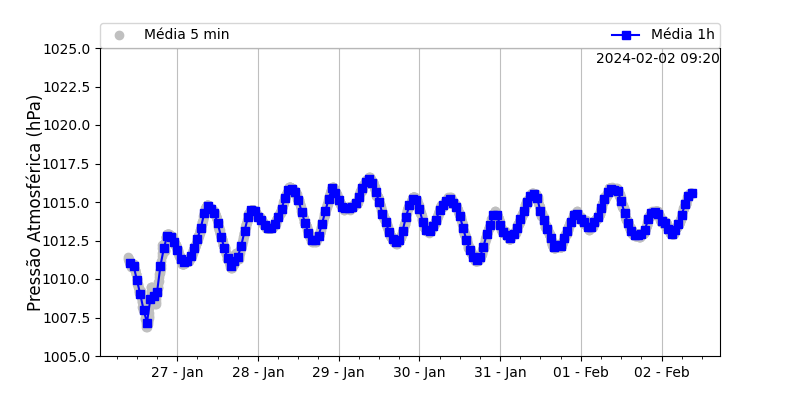 Média 5 min
Média 1h
2024-02-02 09:20
Pressão Atmosférica (hPa)
1025.0
1022.5
1020.0
1017.5
1015.0
1012.5
1010.0
1007.5
1005.0
27 - Jan
28 - Jan
29 - Jan
30 - Jan
31 - Jan
01 - Feb
02 - Feb